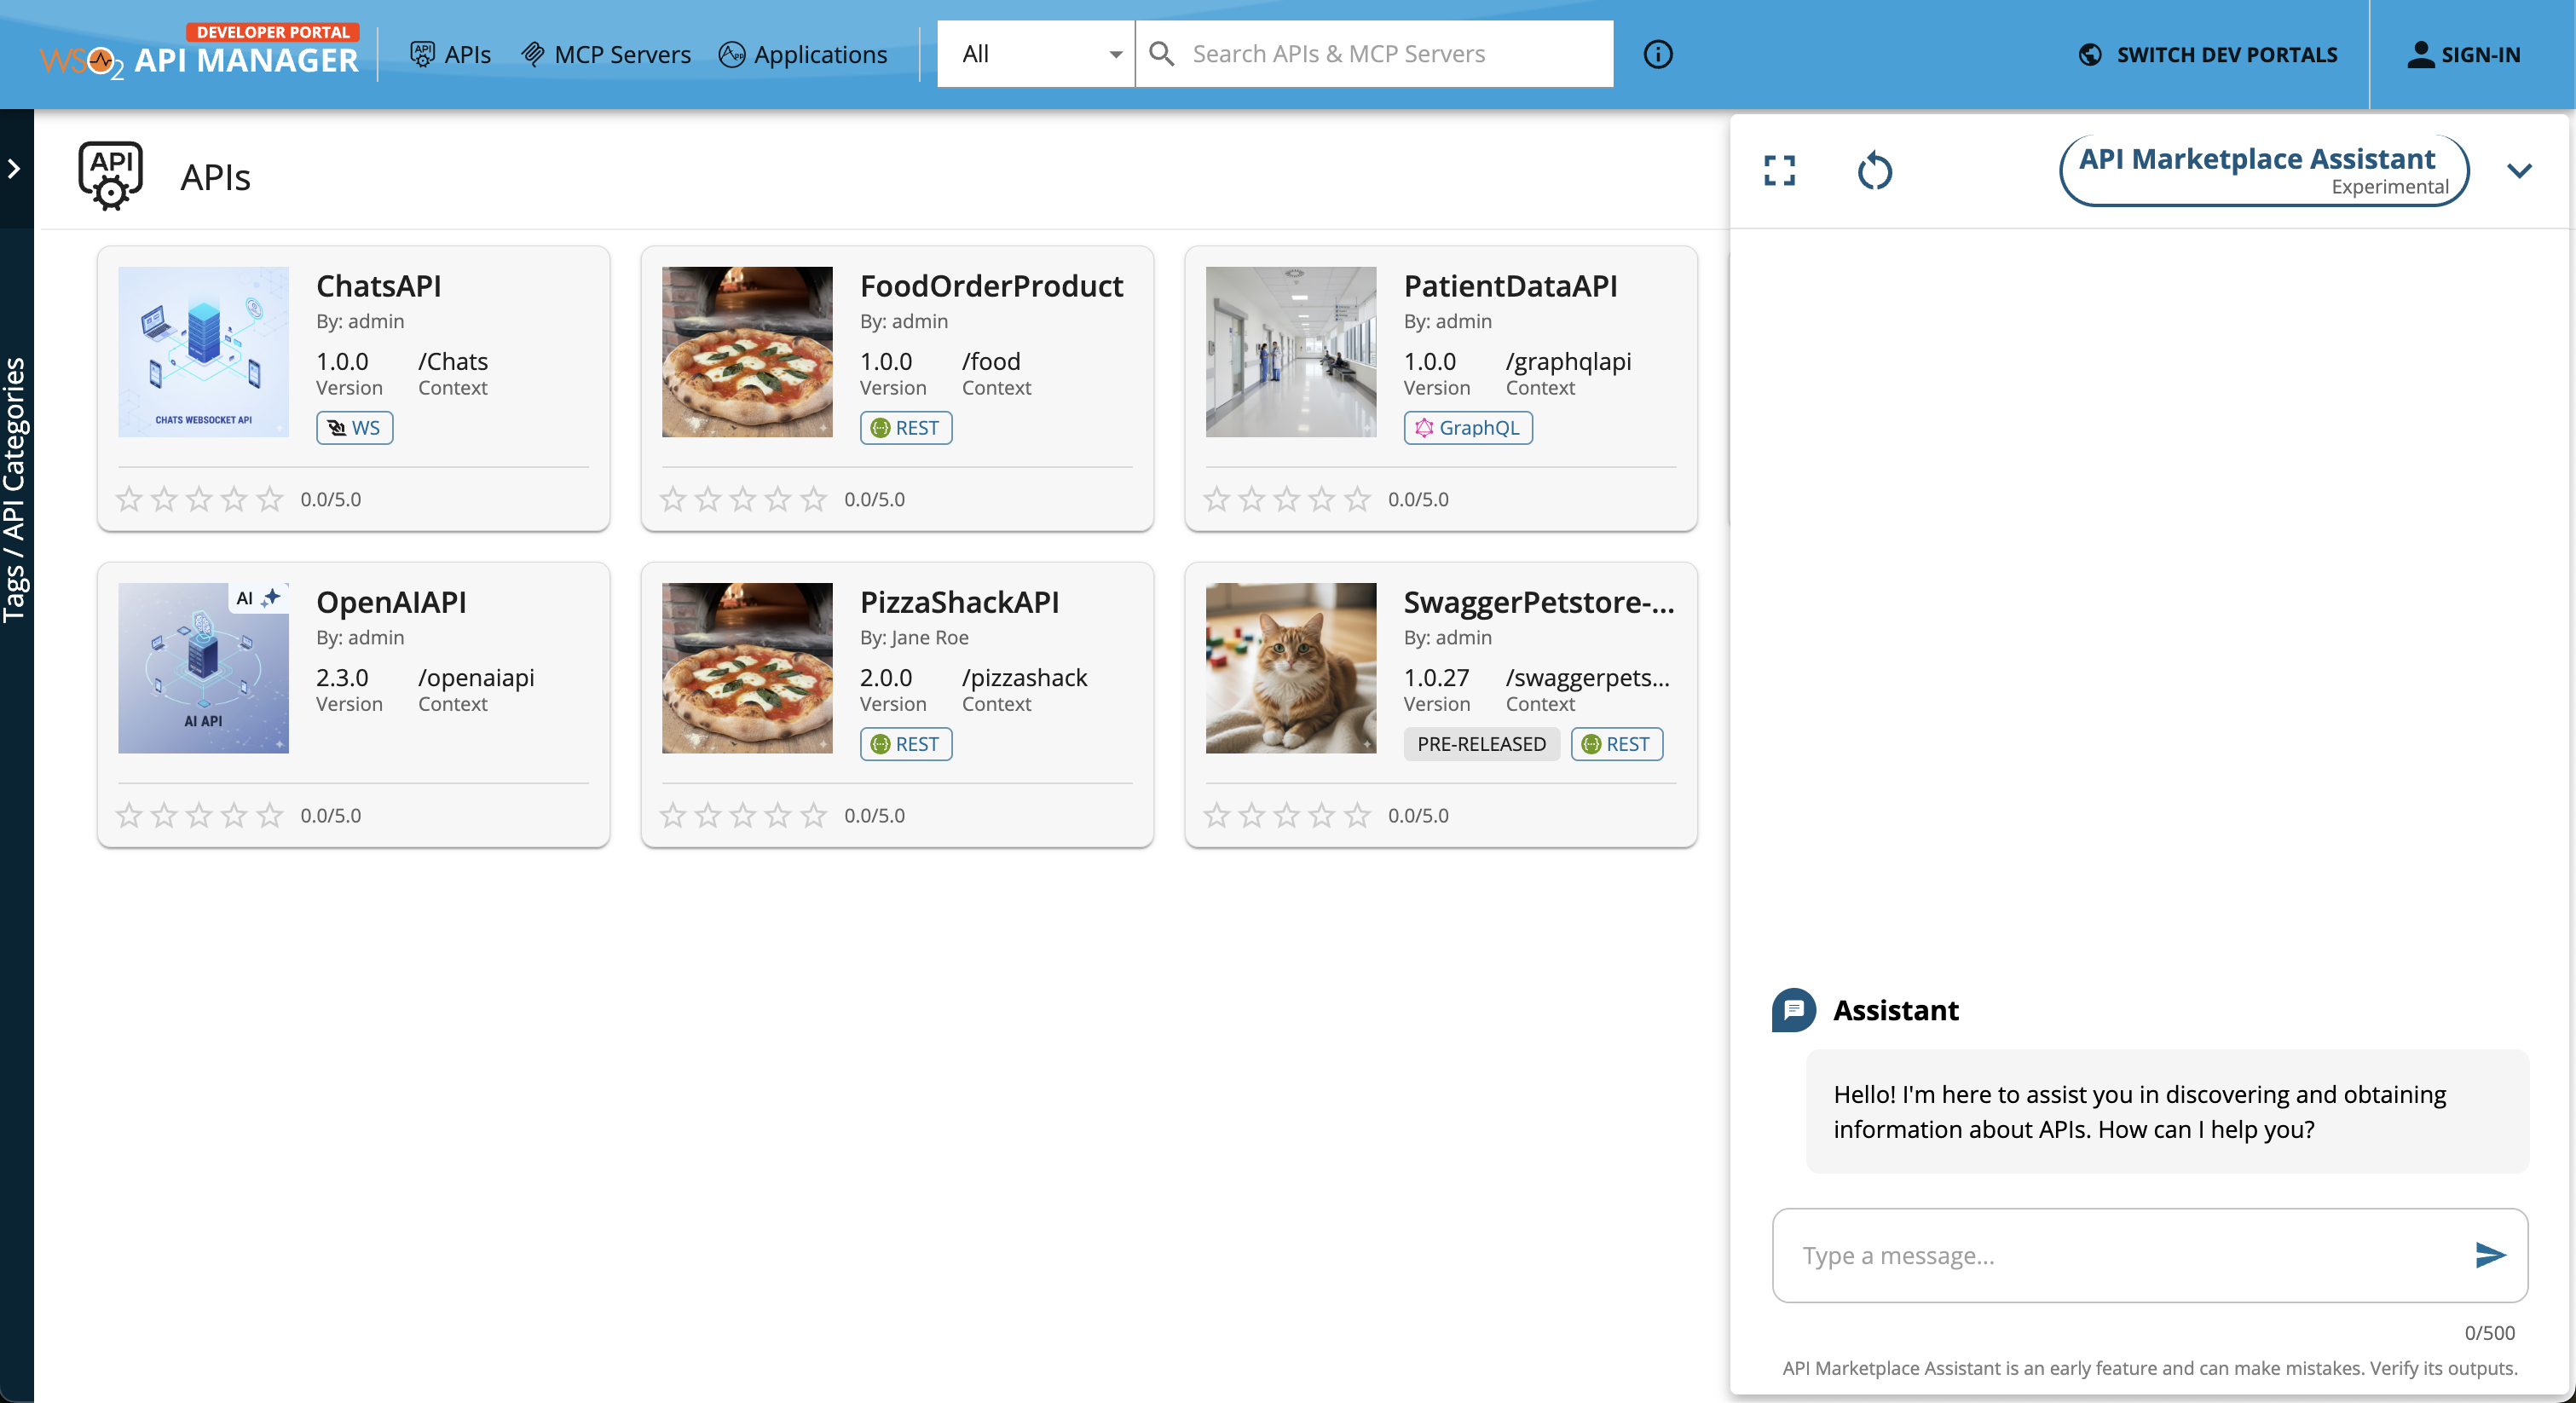 DEVELOPER PORTAL
WSO2 API MANAGER
APIs
MCP Servers
Applications
All
Search APIs & MCP Servers
SWITCH DEV PORTALS
SIGN-IN
Tags / API Categories
API
APIs
ChatsAPI
By: admin
1.0.0 /Chats
Version Context
WS
CHATS WEBSOCKET API
0.0/5.0
FoodOrderProduct
By: admin
1.0.0 /food
Version Context
REST
0.0/5.0
PatientDataAPI
By: admin
1.0.0 /graphqlapi
Version Context
GraphQL
0.0/5.0
AI
AI API
OpenAIAPI
By: admin
2.3.0 /openaiapi
Version Context
0.0/5.0
PizzaShackAPI
By: Jane Roe
2.0.0 /pizzashack
Version Context
REST
0.0/5.0
SwaggerPetstore-...
By: admin
1.0.27 /swaggerpets...
Version Context
PRE-RELEASED REST
0.0/5.0
API Marketplace Assistant
Experimental
Assistant
Hello! I'm here to assist you in discovering and obtaining
information about APIs. How can I help you?
Type a message...
0/500
API Marketplace Assistant is an early feature and can make mistakes. Verify its outputs.